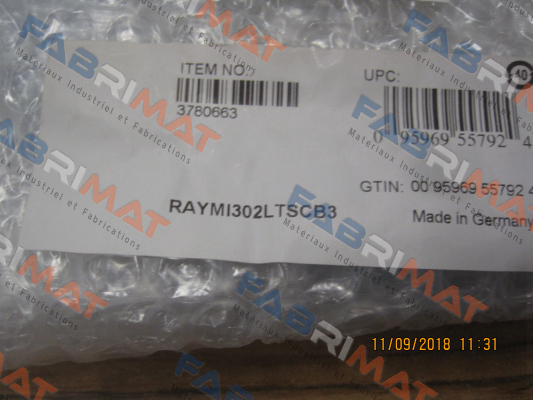 ITEM NO.:
3780663
UPC:
0 95969 55792 4
GTIN: 00 95969 55792 4
RAYMI302LTSCB3
Made in Germany
FABRIMAT
Matériaux Industriel et Fabrications
11/09/2018 11:31